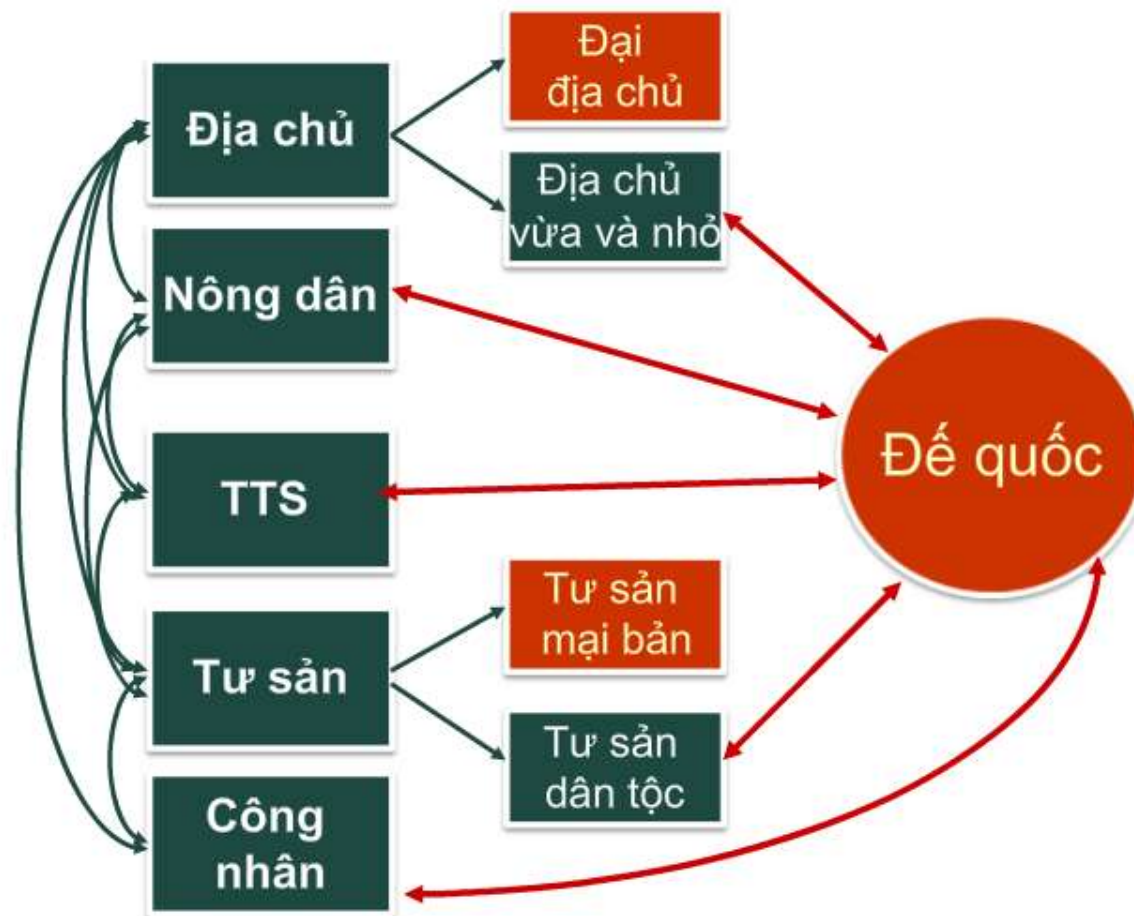 Đại
địa chủ
Địa chủ
Địa chủ
vừa và nhỏ
Nông dân
Đế quốc
TTS
Tư sản
mại bản
Tư sản
Tư sản
dân tộc
Công
nhân